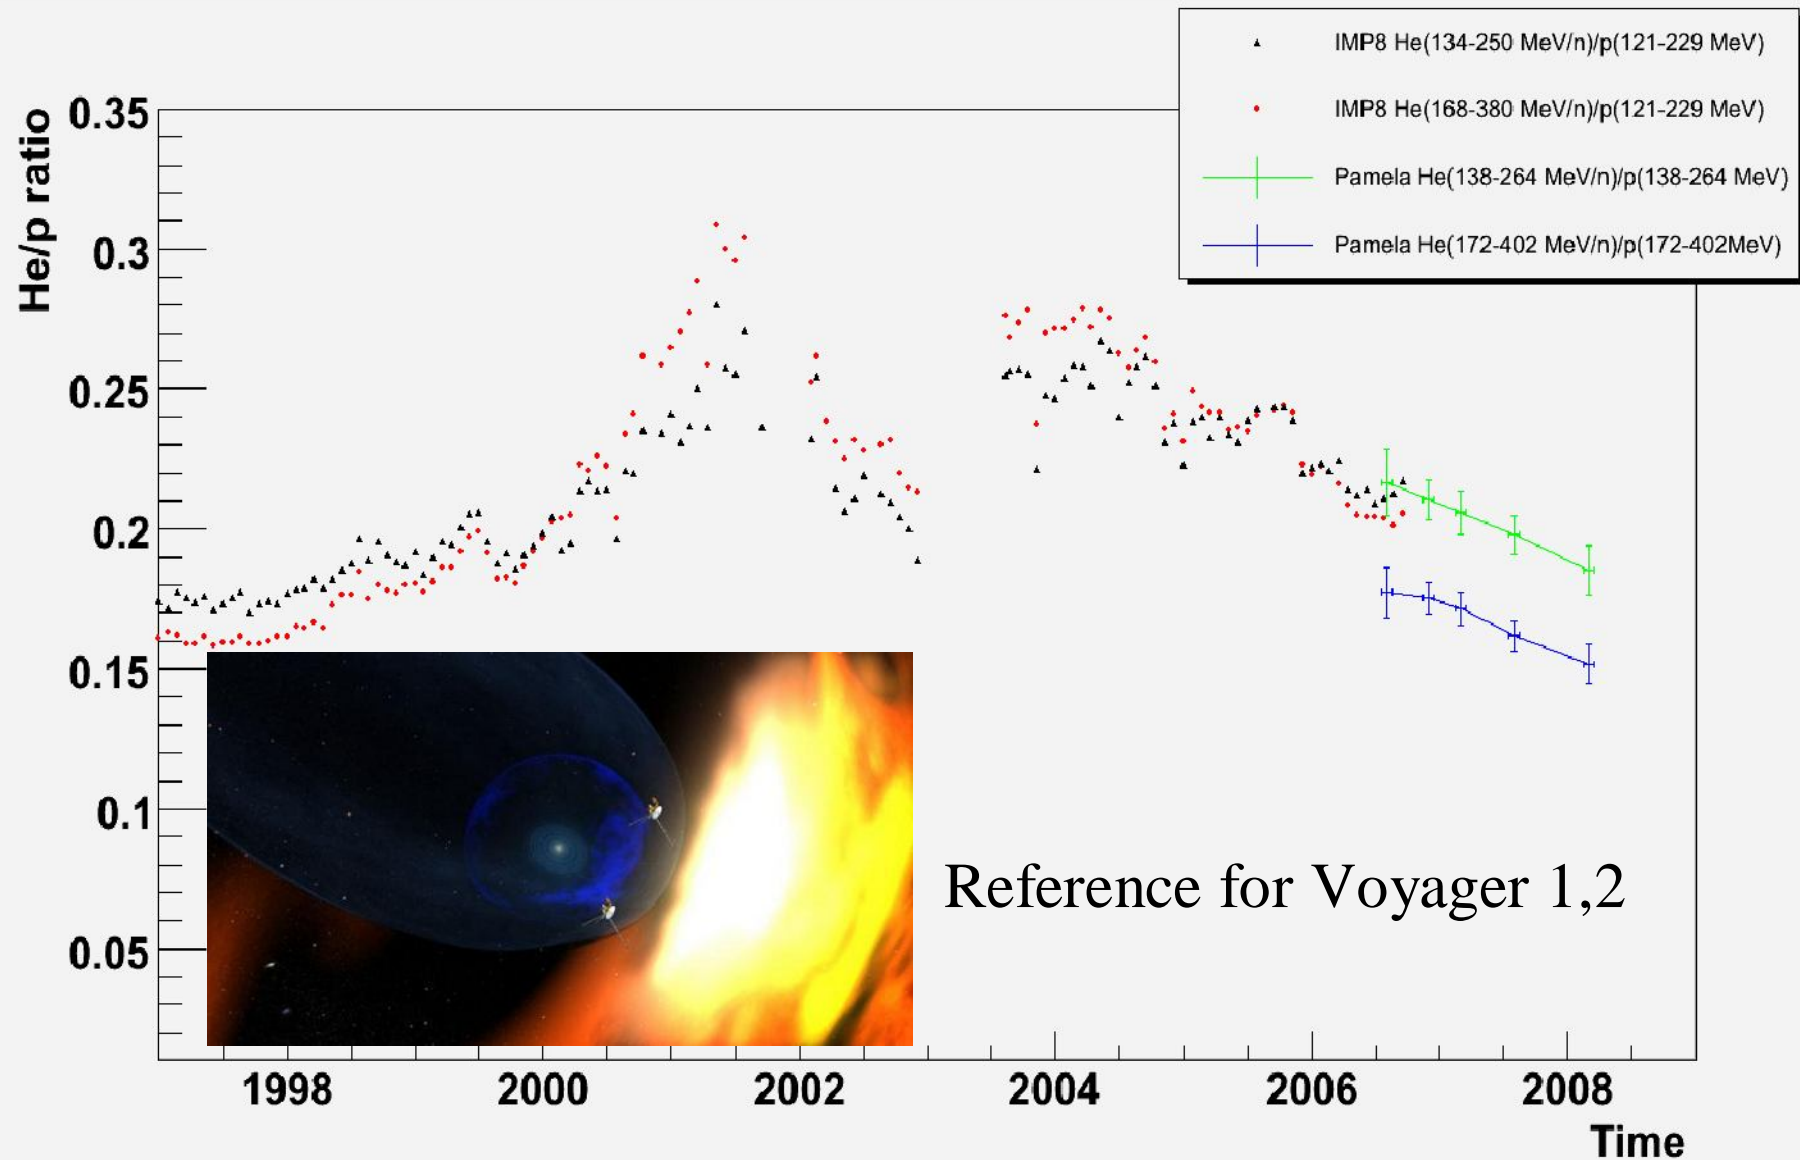 IMP8 He(134-250 MeV/n)/p(121-229 MeV)
IMP8 He(168-380 MeV/n)/p(121-229 MeV)
Pamela He(138-264 MeV/n)/p(138-264 MeV)
Pamela He(172-402 MeV/n)/p(172-402MeV)
He/p ratio
0.35
0.3
0.25
0.2
0.15
0.1
0.05
Reference for Voyager 1,2
1998 2000 2002 2004 2006 2008
Time